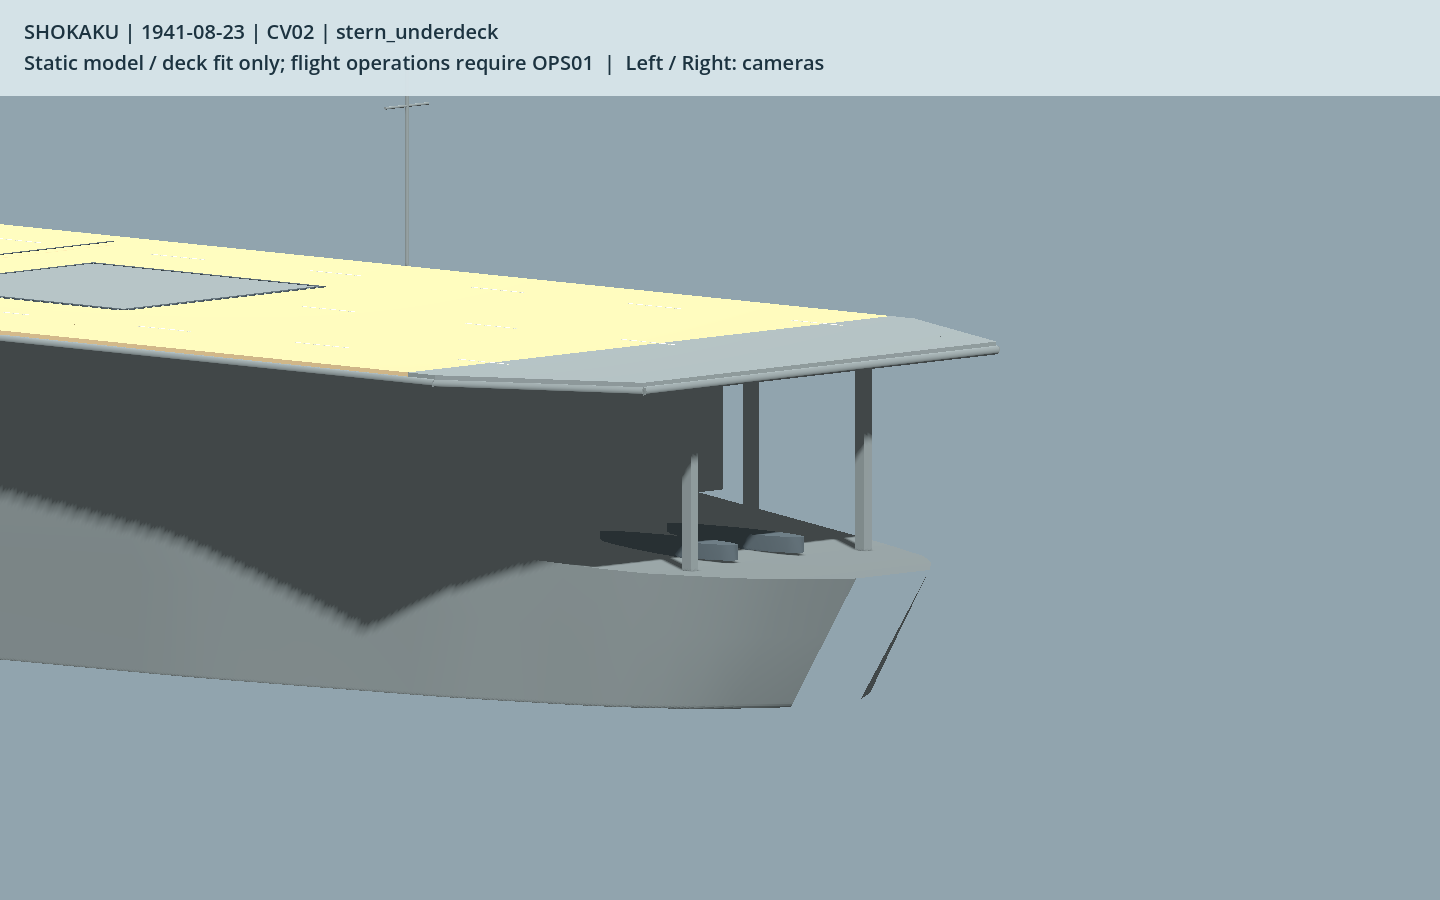 SHOKAKU | 1941-08-23 | CV02 | stern_underdeck
Static model / deck fit only; flight operations require OPS01 | Left / Right: cameras